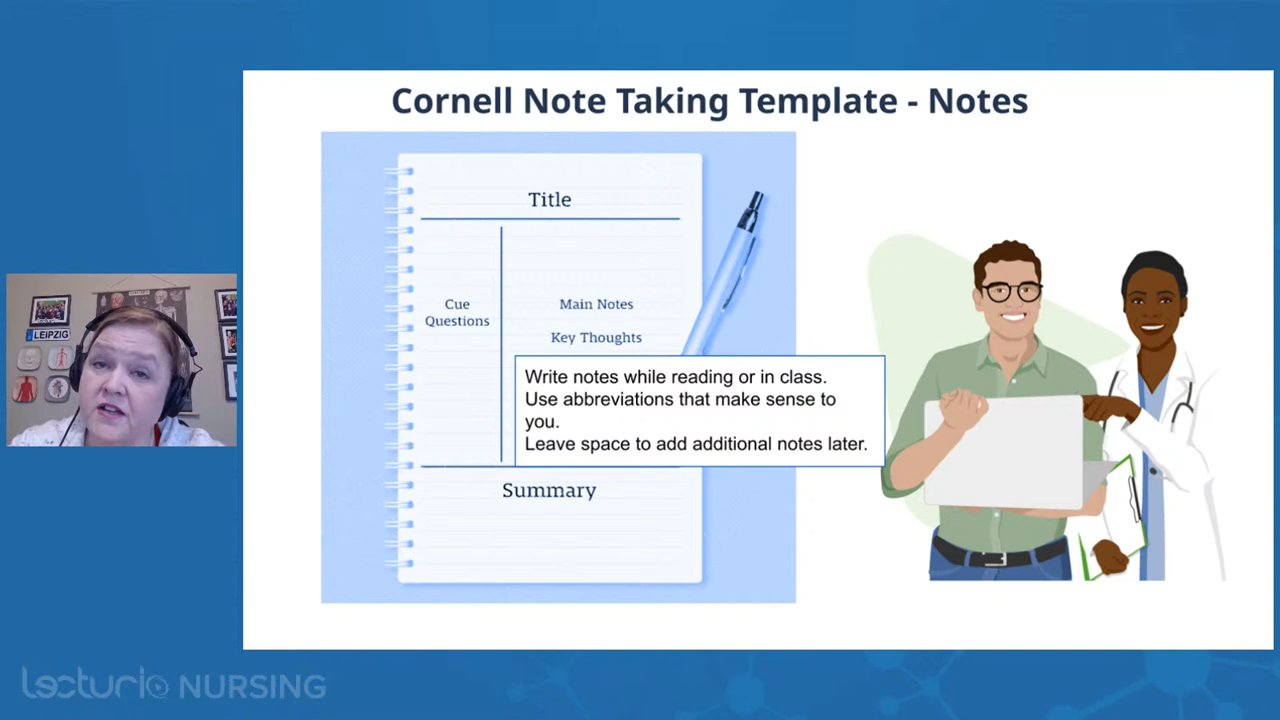 Cornell Note Taking Template - Notes
Title
Cue
Questions
Main Notes
Key Thoughts
Write notes while reading or in class.
Use abbreviations that make sense to
you.
Leave space to add additional notes later.
Summary
LEIPZIG
Lecturio NURSING